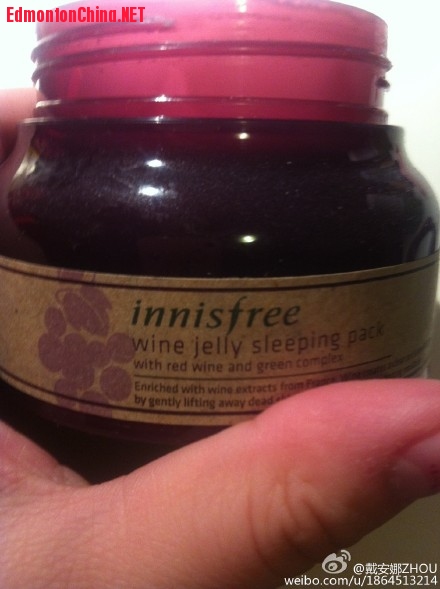 EdmontonChina.NET
innisfree
wine jelly sleeping pack
with red wine and green complex
Enriched with wine extracts from
by gently lifting away dead
@戴安娜ZHOU
weibo.com/u/1864513214